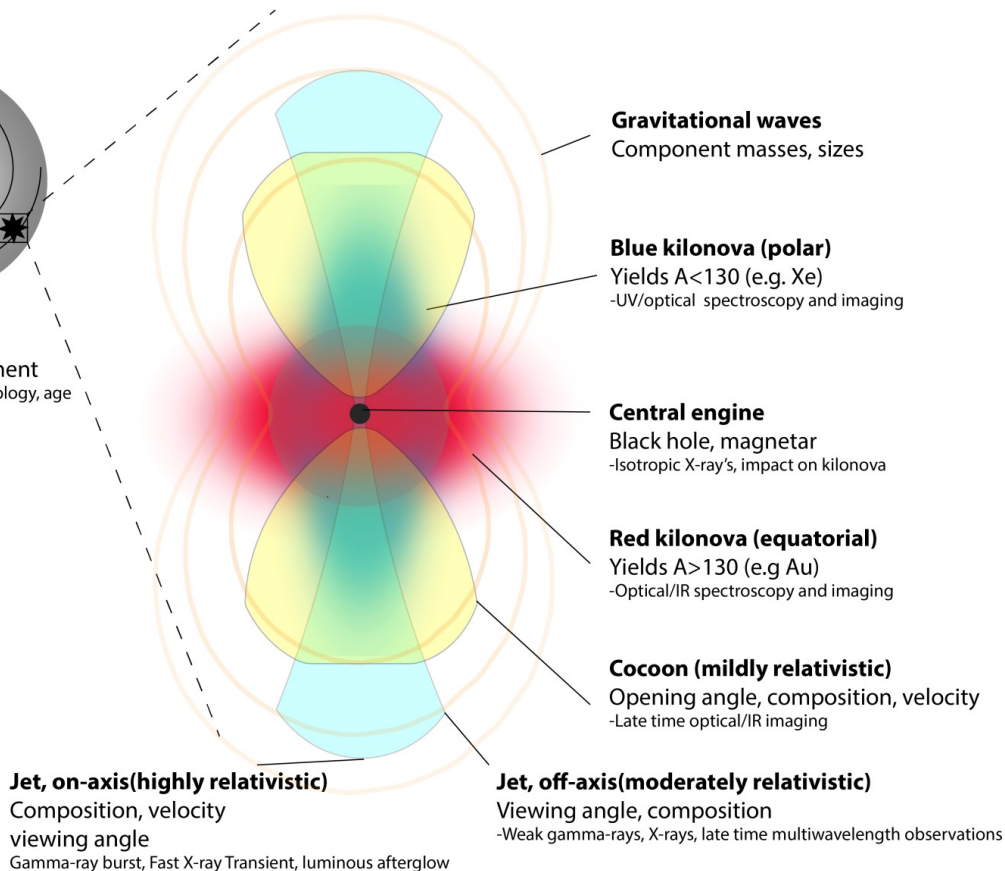 Gravitational waves
Component masses, sizes
Blue kilonova (polar)
Yields A<130 (e.g. Xe)
-UV/optical spectroscopy and imaging
Central engine
Black hole, magnetar
-Isotropic X-ray's, impact on kilonova
Red kilonova (equatorial)
Yields A>130 (e.g Au)
-Optical/IR spectroscopy and imaging
Cocoon (mildly relativistic)
Opening angle, composition, velocity
-Late time optical/IR imaging
Jet, off-axis(moderately relativistic)
Viewing angle, composition
-Weak gamma-rays, X-rays, late time multiwavelength observations
Jet, on-axis(highly relativistic)
Composition, velocity
viewing angle
Gamma-ray burst, Fast X-ray Transient, luminous afterglow
age